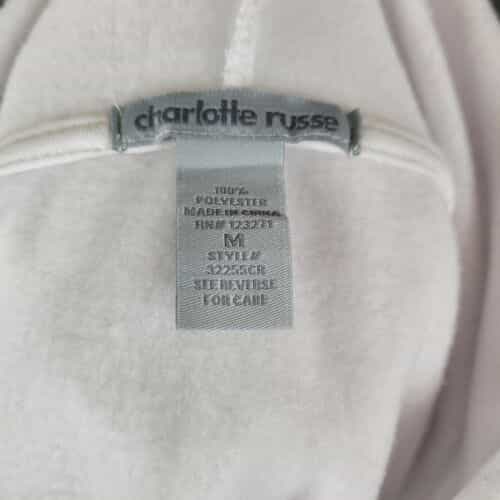 charlotte russe
100%
POLYESTER
MADE IN CHINA
RN# 123271
M
STYLE#
32255CR
SEE REVERSE
FOR CARE